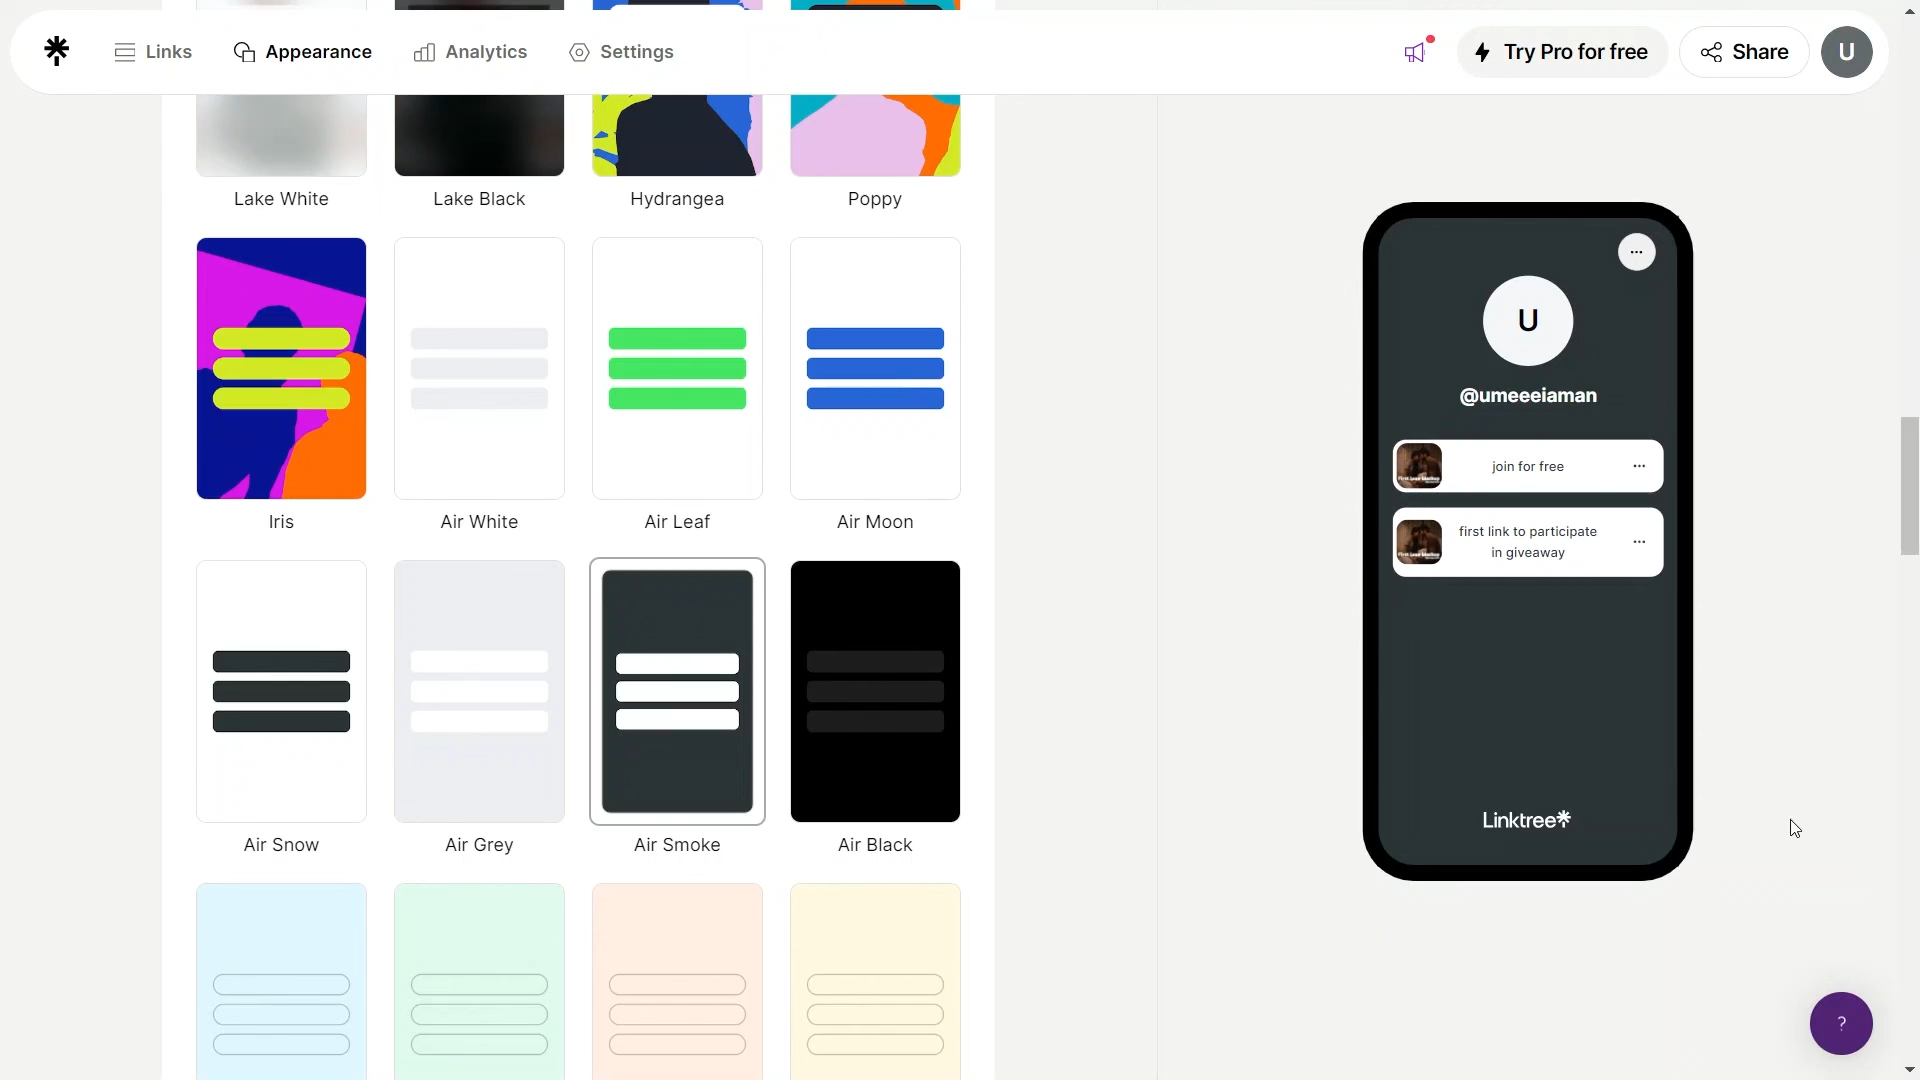 Links
Appearance
Analytics
Settings
Try Pro for free
Share
U
Lake White
Lake Black
Hydrangea
Poppy
Iris
Air White
Air Leaf
Air Moon
Air Snow
Air Grey
Air Smoke
Air Black
U
@umeeeiaman
join for free
first link to participate
in giveaway
Linktree
?